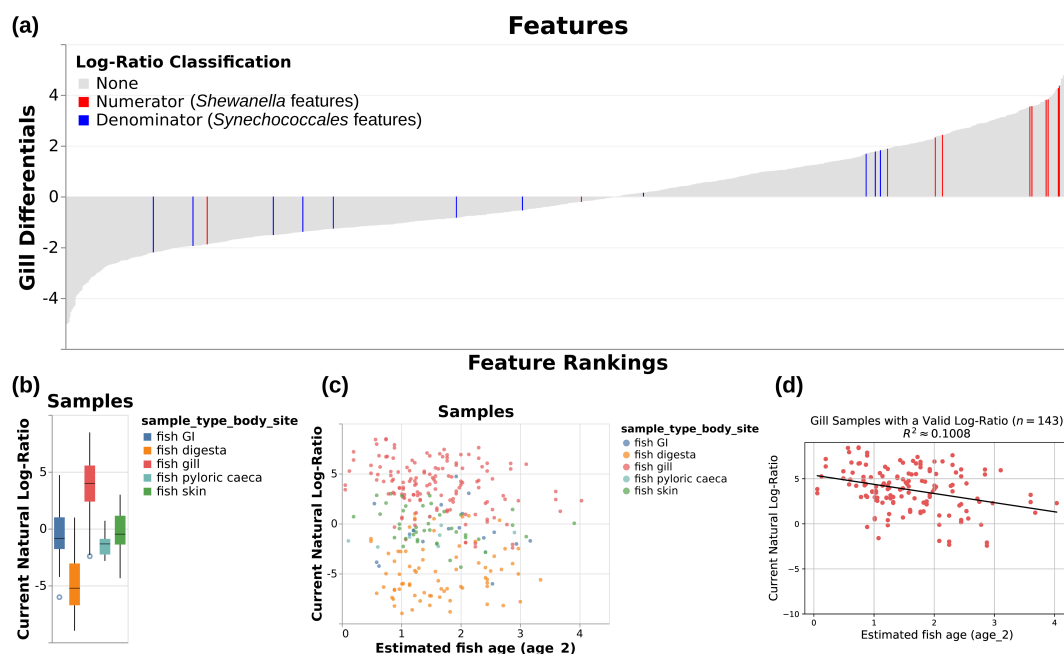 (a)
Features
Log-Ratio Classification
None
Numerator (Shewanella features)
Denominator (Synechococcales features)
Gill Differentials
4
2
0
-2
-4
Feature Rankings
(b)
Samples
Current Natural Log-Ratio
5
0
-5
sample_type_body_site
fish GI
fish digesta
fish gill
fish pyloric caeca
fish skin
(c)
Samples
Current Natural Log-Ratio
5
0
-5
0 1 2 3 4
Estimated fish age (age_2)
sample_type_body_site
fish GI
fish digesta
fish gill
fish pyloric caeca
fish skin
(d)
Gill Samples with a Valid Log-Ratio (n = 143)
R² ≈ 0.1008
Current Natural Log-Ratio
5
0
−5
−10
0 1 2 3 4
Estimated fish age (age_2)